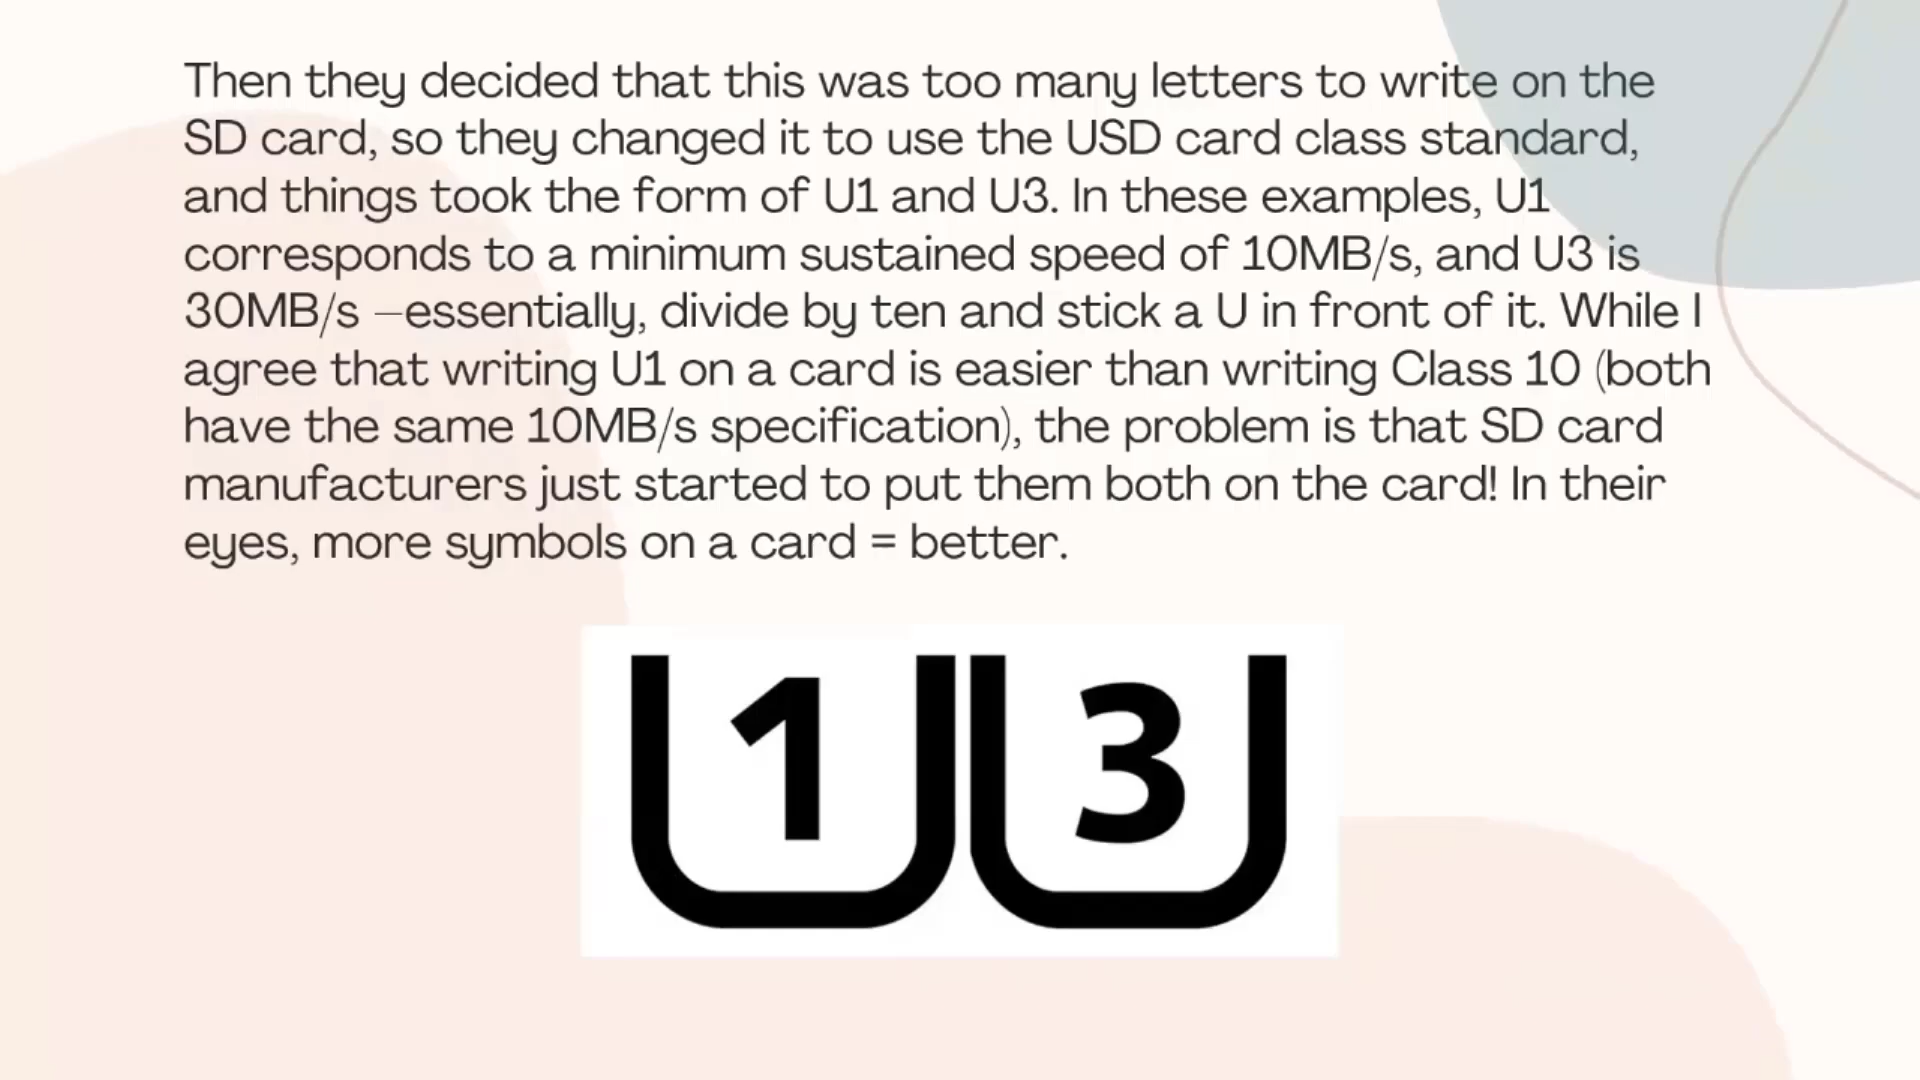 Then they decided that this was too many letters to write on the
SD card, so they changed it to use the USD card class standard,
and things took the form of U1 and U3. In these examples, U1
corresponds to a minimum sustained speed of 10MB/s, and U3 is
30MB/s —essentially, divide by ten and stick a U in front of it. While I
agree that writing U1 on a card is easier than writing Class 10 (both
have the same 10MB/s specification), the problem is that SD card
manufacturers just started to put them both on the card! In their
eyes, more symbols on a card = better.
1 3